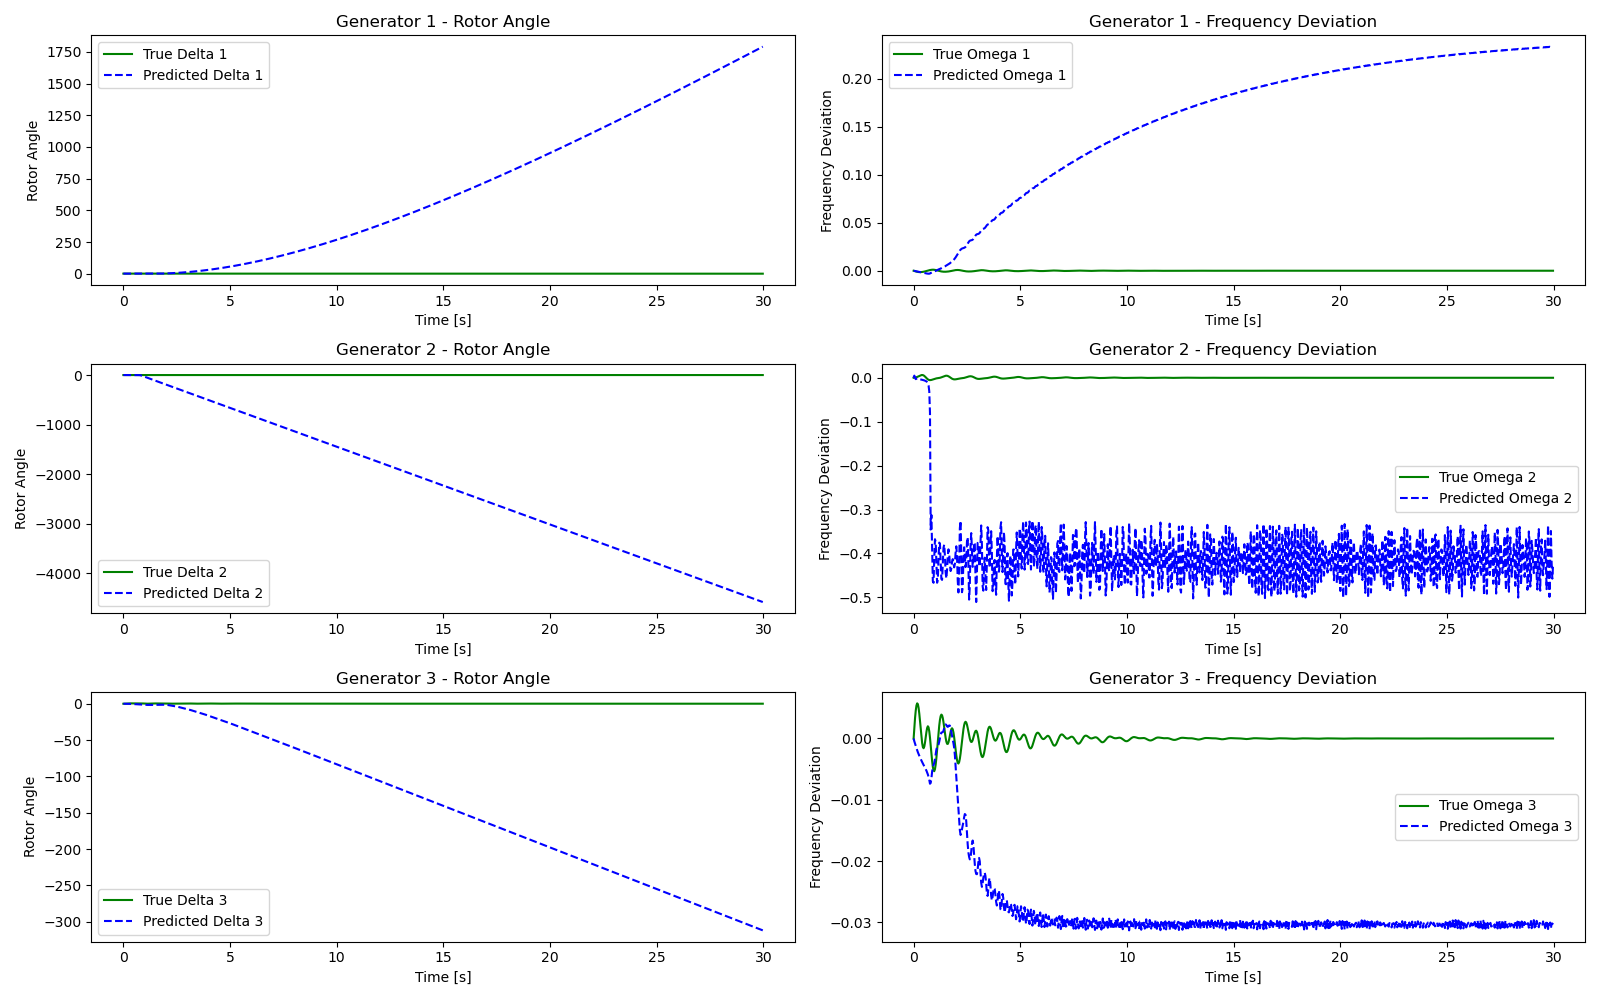 Generator 1 - Rotor Angle
True Delta 1
Predicted Delta 1
Rotor Angle
1750
1500
1250
1000
750
500
250
0
0 5 10 15 20 25 30
Time [s]
Generator 1 - Frequency Deviation
True Omega 1
Predicted Omega 1
Frequency Deviation
0.20
0.15
0.10
0.05
0.00
0 5 10 15 20 25 30
Time [s]
Generator 2 - Rotor Angle
Rotor Angle
0
−1000
−2000
−3000
−4000
True Delta 2
Predicted Delta 2
0 5 10 15 20 25 30
Time [s]
Generator 2 - Frequency Deviation
Frequency Deviation
0.0
−0.1
−0.2
−0.3
−0.4
−0.5
True Omega 2
Predicted Omega 2
0 5 10 15 20 25 30
Time [s]
Generator 3 - Rotor Angle
Rotor Angle
0
−50
−100
−150
−200
−250
−300
True Delta 3
Predicted Delta 3
0 5 10 15 20 25 30
Time [s]
Generator 3 - Frequency Deviation
Frequency Deviation
0.00
−0.01
−0.02
−0.03
True Omega 3
Predicted Omega 3
0 5 10 15 20 25 30
Time [s]